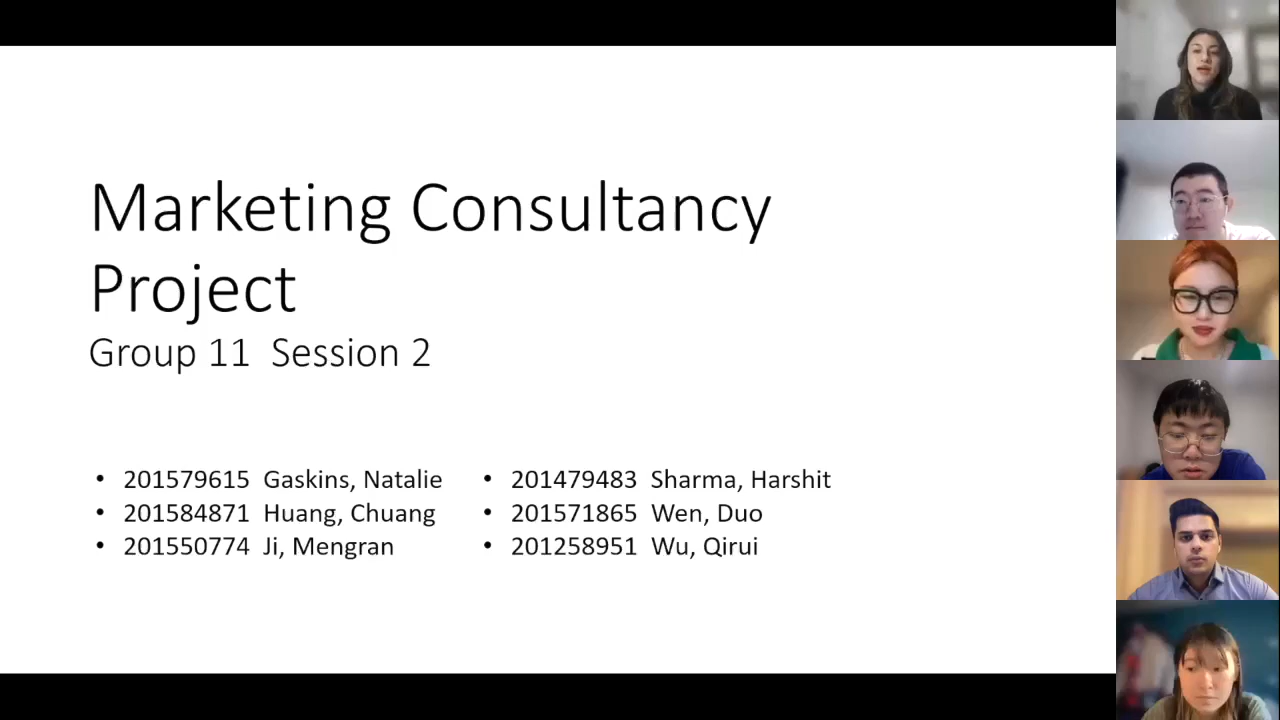 Marketing Consultancy
Project
Group 11 Session 2
• 201579615 Gaskins, Natalie
• 201584871 Huang, Chuang
• 201550774 Ji, Mengran
• 201479483 Sharma, Harshit
• 201571865 Wen, Duo
• 201258951 Wu, Qirui